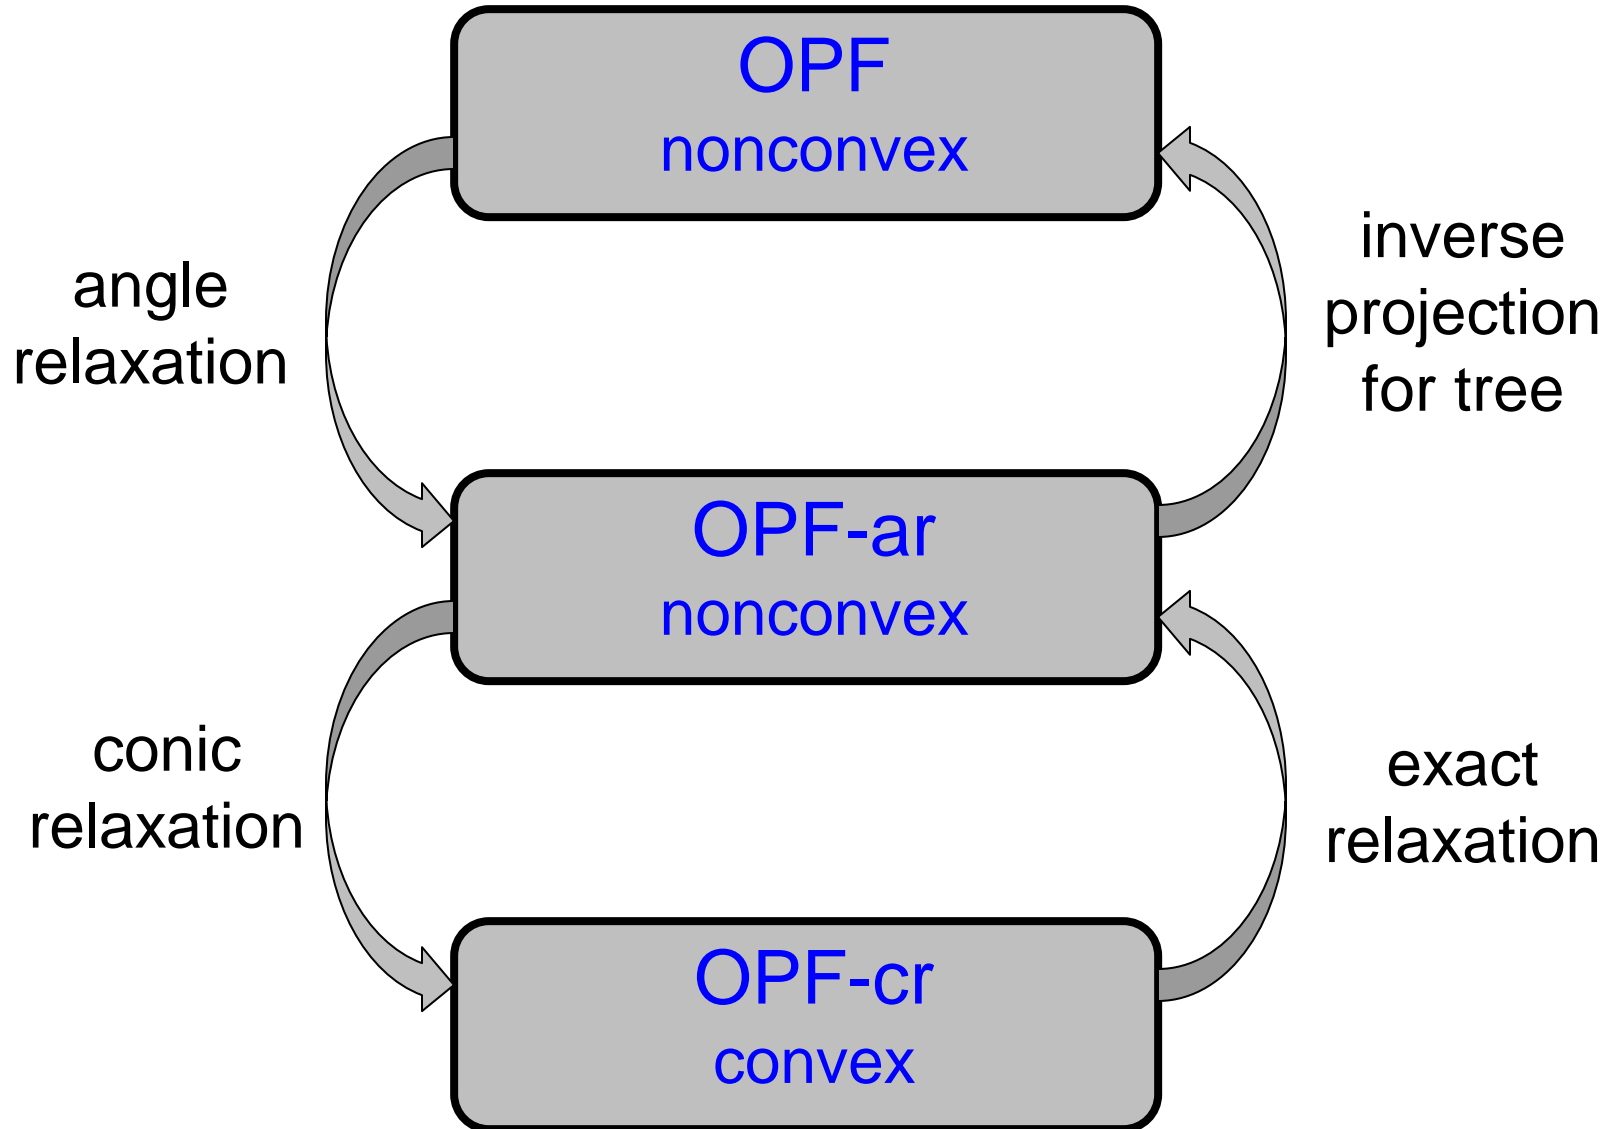 OPF
nonconvex
angle
relaxation
inverse
projection
for tree
OPF-ar
nonconvex
conic
relaxation
exact
relaxation
OPF-cr
convex